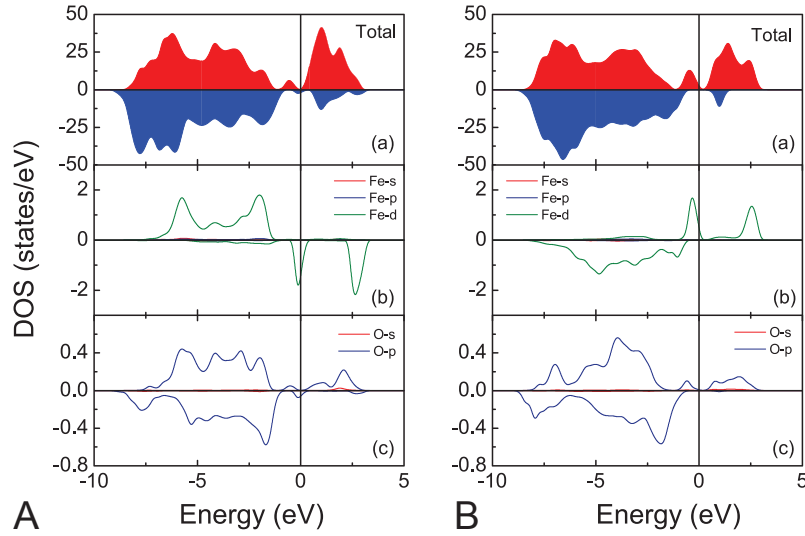 50
25
0
-25
50
Total
(a)
2
0
-2
Fe-s
Fe-p
Fe-d
(b)
0.4
0.0
-0.4
-0.8
O-s
O-p
(c)
-10 -5 0 5
Energy (eV)
DOS (states/eV)
A
50
25
0
-25
-50
Total
(a)
2
0
-2
Fe-s
Fe-p
Fe-d
(b)
0.4
0.0
-0.4
-0.8
O-s
O-p
(c)
-10 -5 0 5
Energy (eV)
B